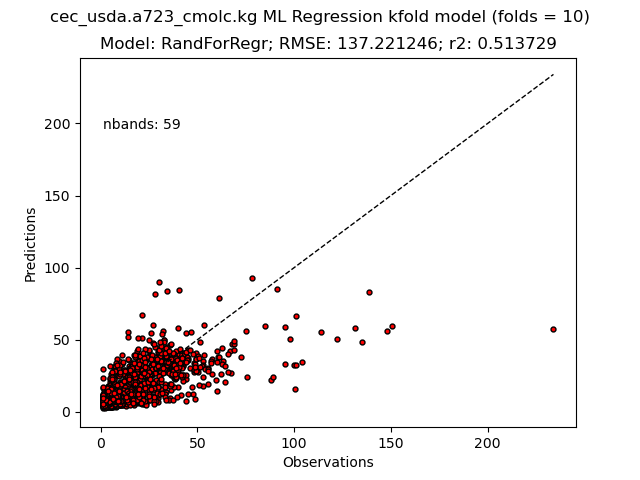 cec_usda.a723_cmolc.kg ML Regression kfold model (folds = 10)
Model: RandForRegr; RMSE: 137.221246; r2: 0.513729
nbands: 59
200
150
100
50
0
Predictions
0 50 100 150 200
Observations